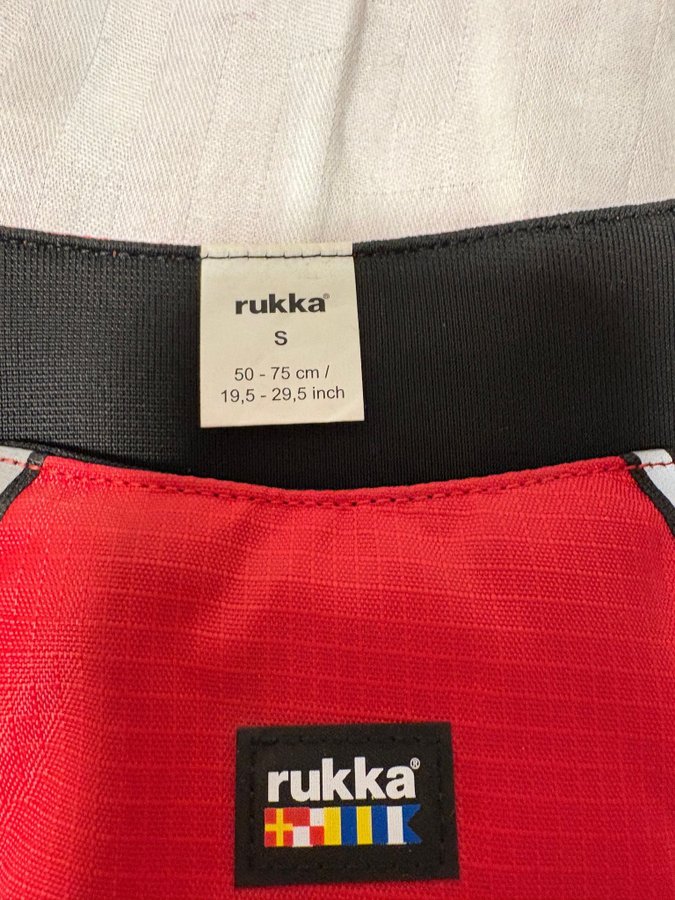 rukka®
S
50 - 75 cm /
19,5 - 29,5 inch
rukka®